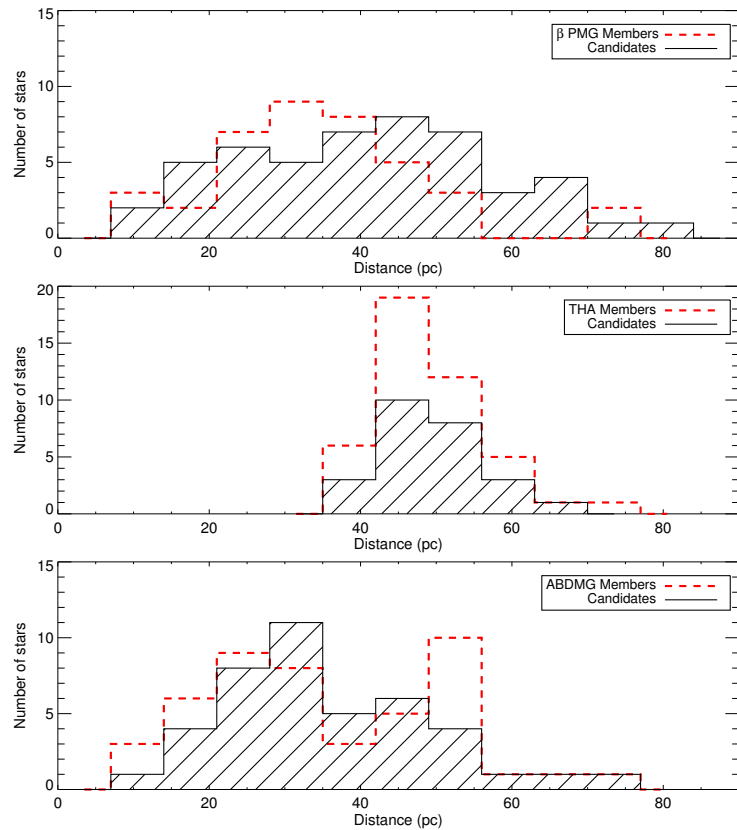 15
10
5
0
Number of stars
β PMG Members
Candidates
0
20
40
60
80
Distance (pc)
20
15
10
5
0
Number of stars
THA Members
Candidates
0
20
40
60
80
Distance (pc)
15
10
5
0
Number of stars
ABDMG Members
Candidates
0
20
40
60
80
Distance (pc)